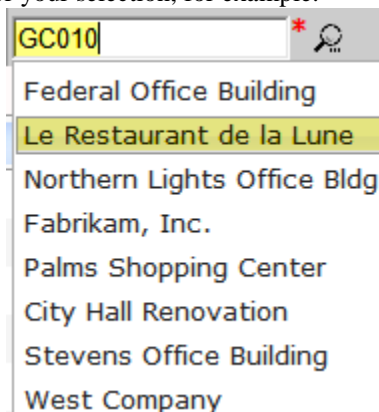 your selection, for example:
GC010 *
Federal Office Building
Le Restaurant de la Lune
Northern Lights Office Bldg
Fabrikam, Inc.
Palms Shopping Center
City Hall Renovation
Stevens Office Building
West Company